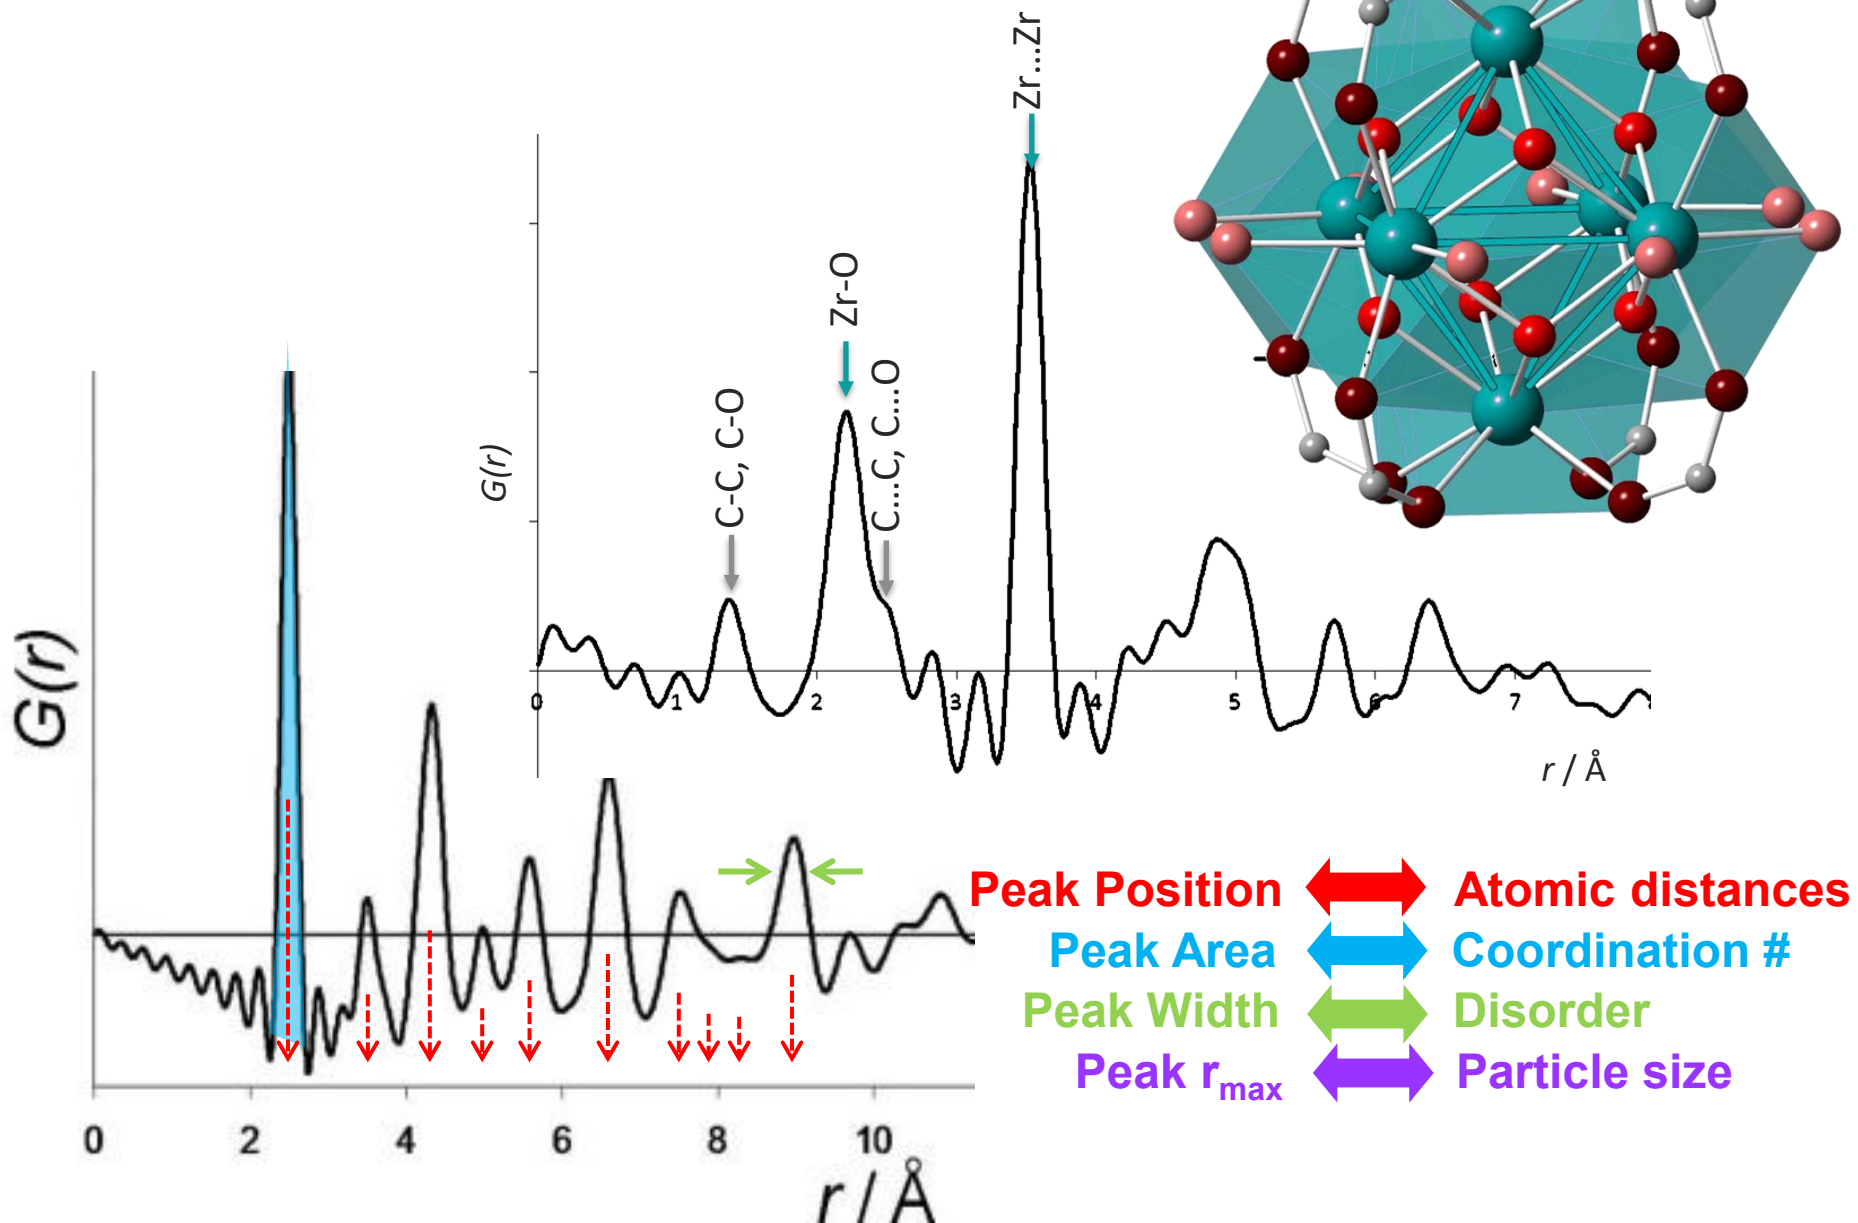 Zr...Zr
Zr-O
C-C, C-O
C...C, C...O
G(r)
0 1 2 3 4 5 6 7
r / Å
G(r)
0 2 4 6 8 10
r / Å
Peak Position Atomic distances
Peak Area Coordination #
Peak Width Disorder
Peak rmax Particle size